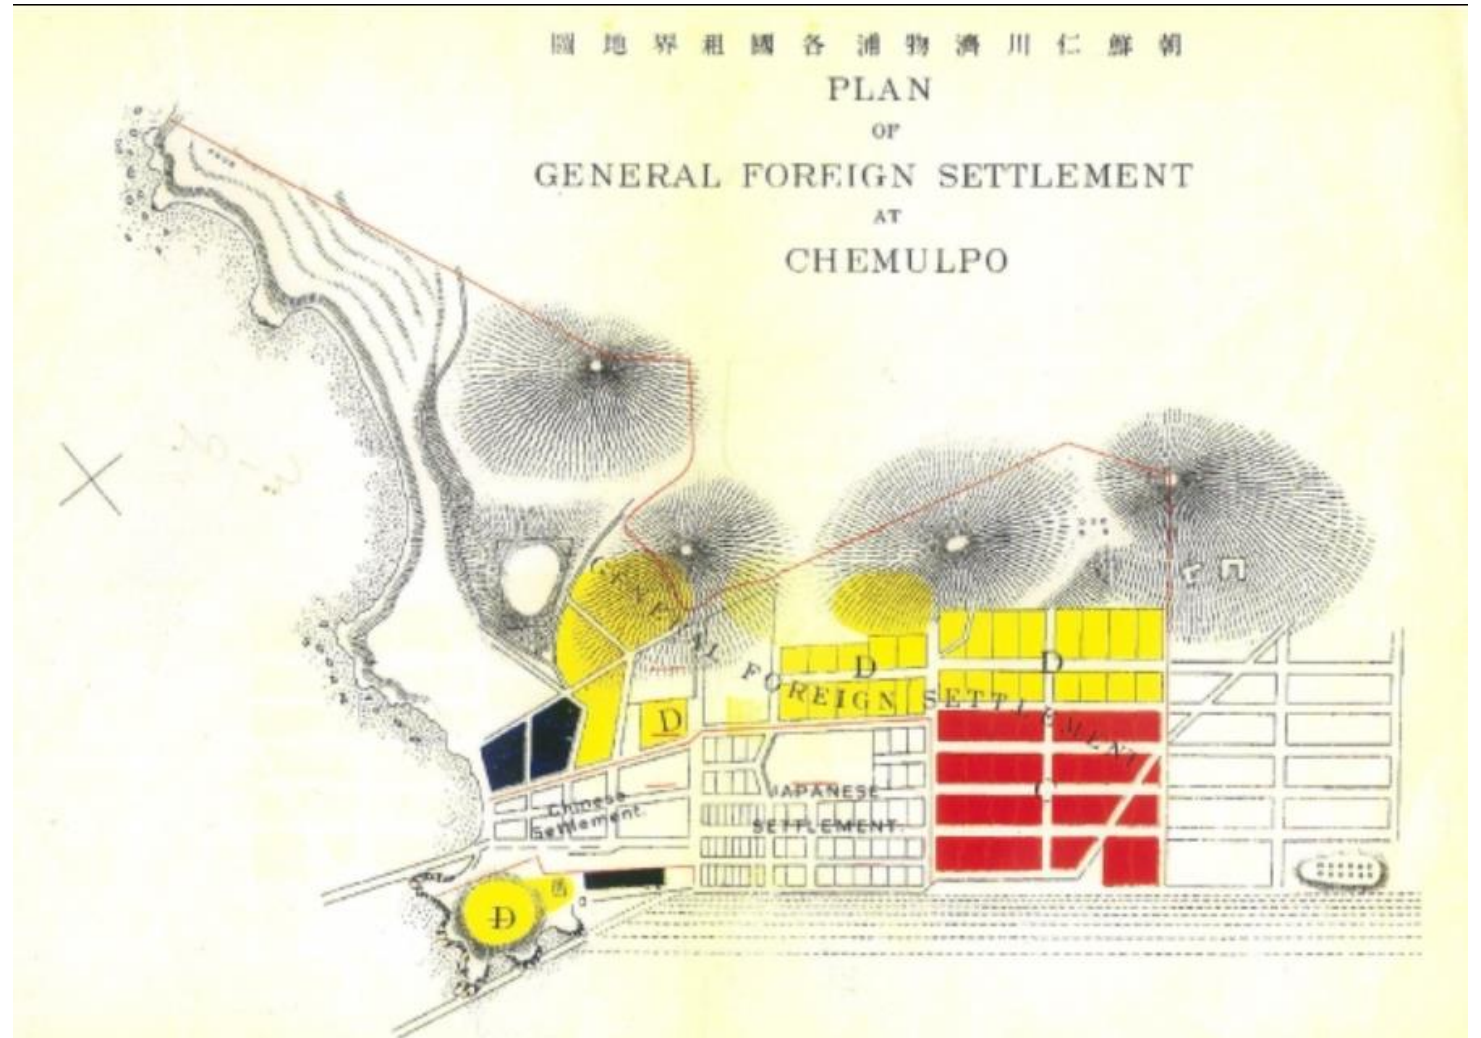 朝鮮仁川濟物浦各國租界地圖
PLAN
OF
GENERAL FOREIGN SETTLEMENT
AT
CHEMULPO
GENERAL FOREIGN SETTLEMENT
D
D
D
C
Chinese
Settlement.
JAPANESE
SETTLEMENT.
D